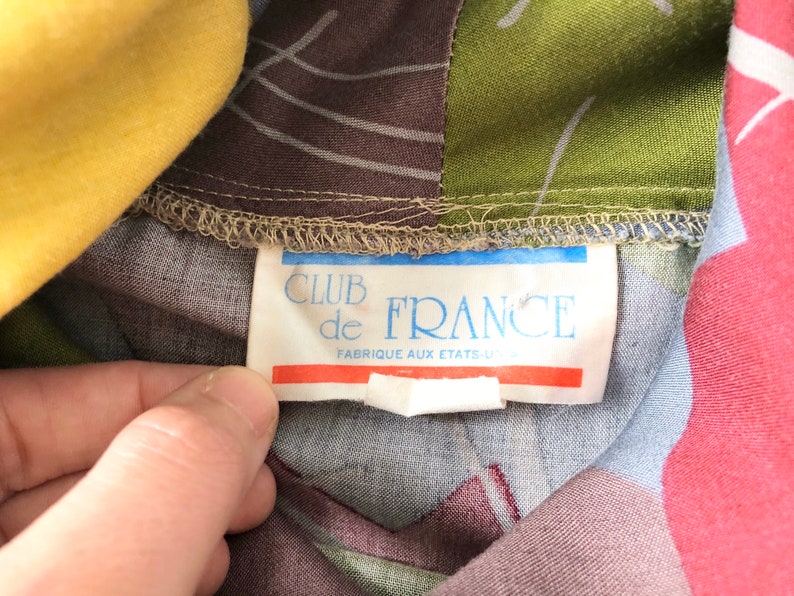 CLUB
de FRANCE
FABRIQUE AUX ETATS-UNIS